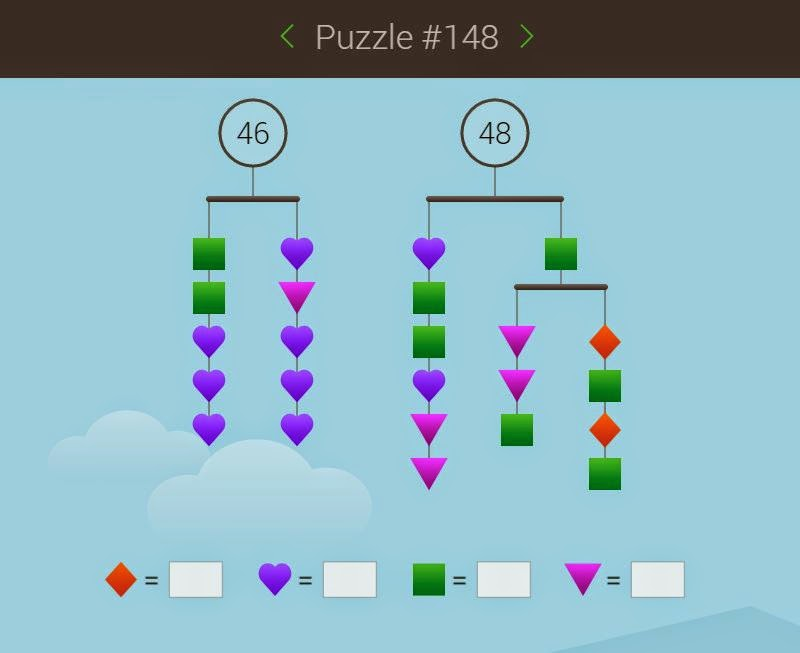 < Puzzle #148 >
46 48
= = = =